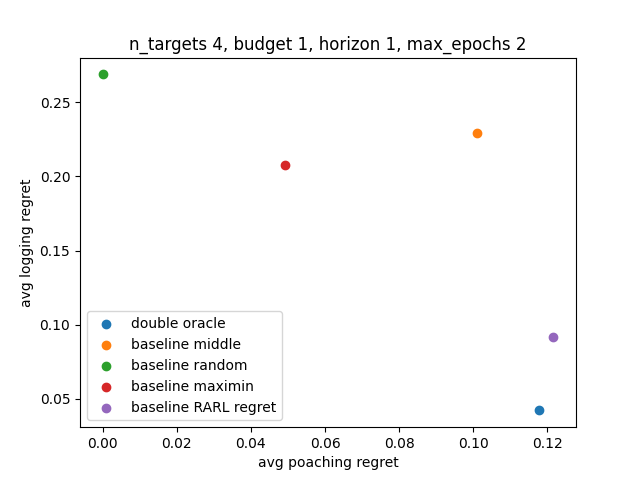 n_targets 4, budget 1, horizon 1, max_epochs 2
avg logging regret
0.25
0.20
0.15
0.10
0.05
double oracle
baseline middle
baseline random
baseline maximin
baseline RARL regret
0.00 0.02 0.04 0.06 0.08 0.10 0.12
avg poaching regret